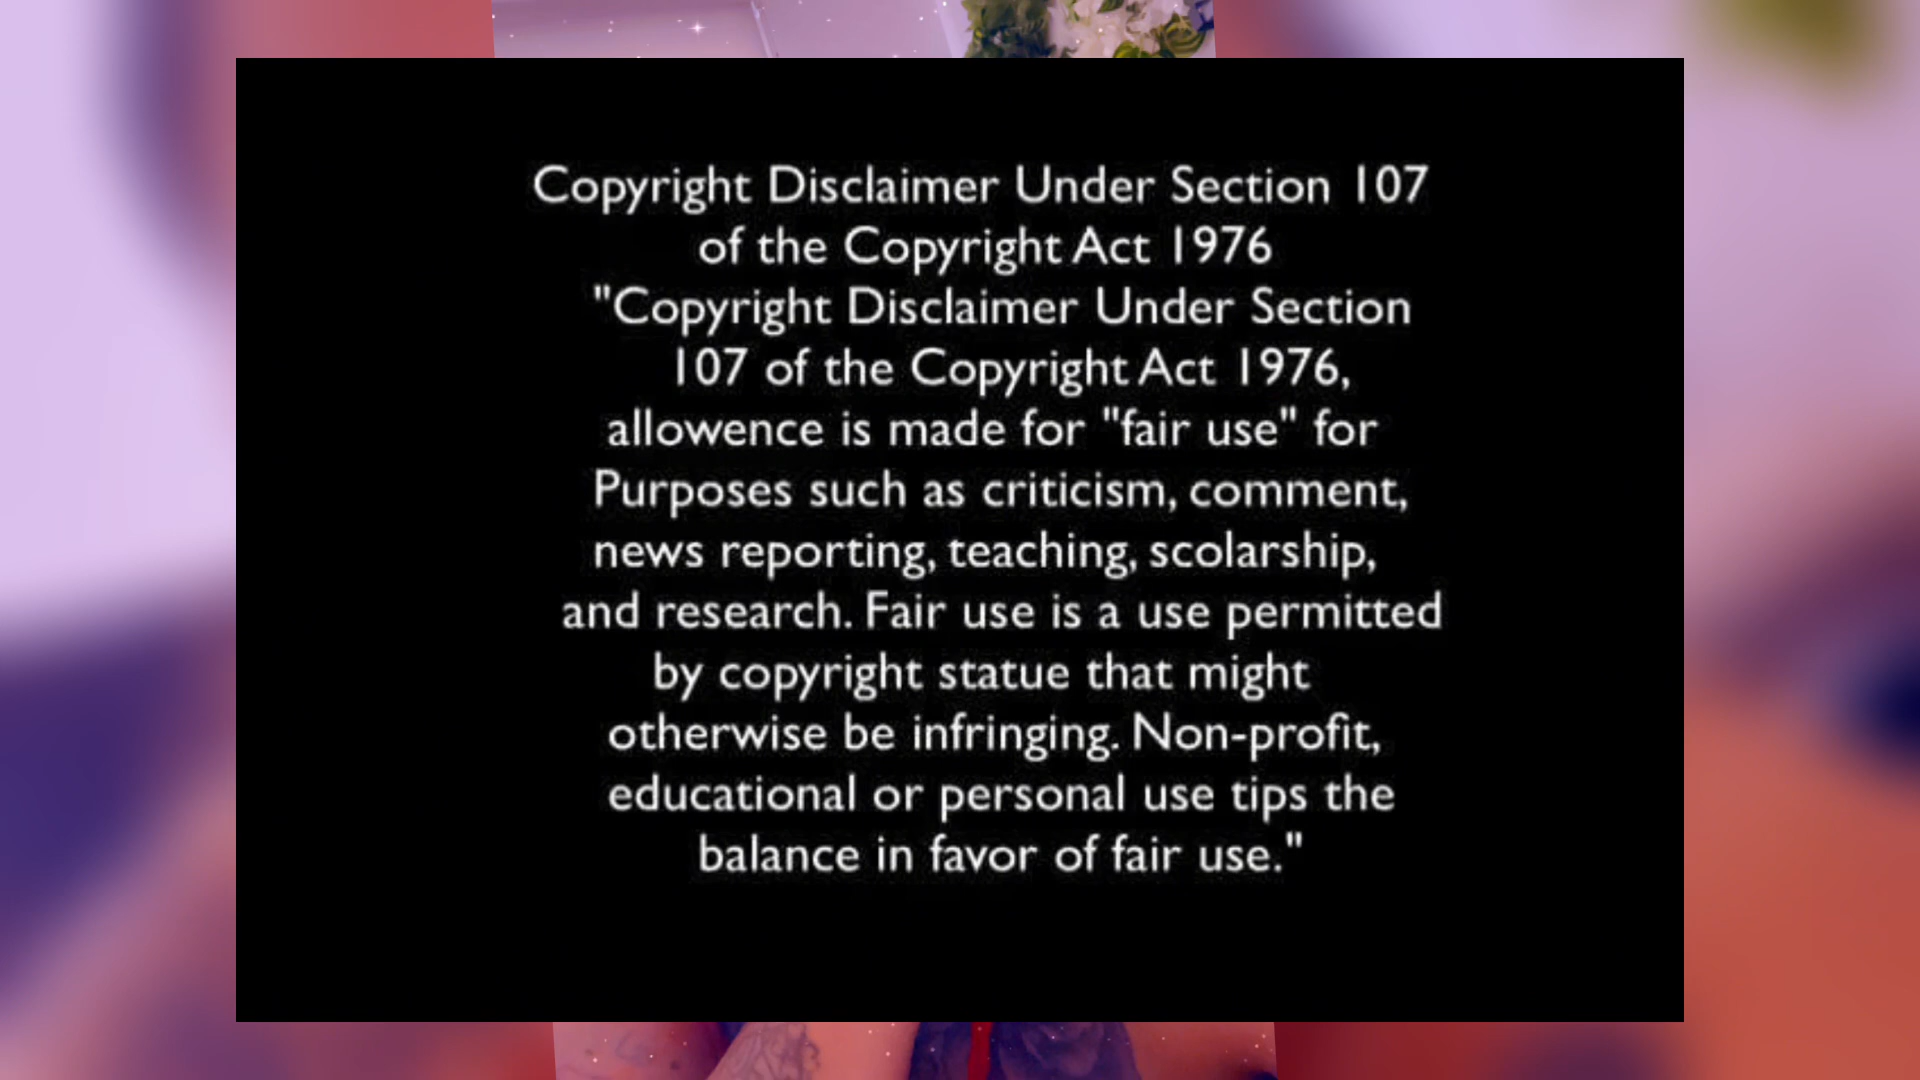 Copyright Disclaimer Under Section 107
of the Copyright Act 1976
"Copyright Disclaimer Under Section
107 of the Copyright Act 1976,
allowence is made for "fair use" for
Purposes such as criticism, comment,
news reporting, teaching, scolarship,
and research. Fair use is a use permitted
by copyright statue that might
otherwise be infringing. Non-profit,
educational or personal use tips the
balance in favor of fair use."